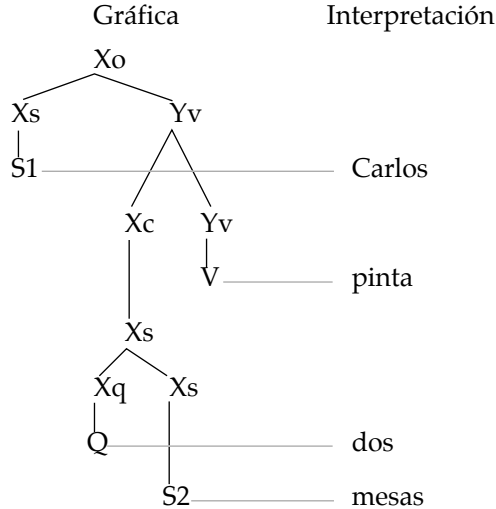 Gráfica Interpretación
Xo
Xs Yv
S1 Carlos
Xc Yv
V pinta
Xs
Xq Xs
Q dos
S2 mesas